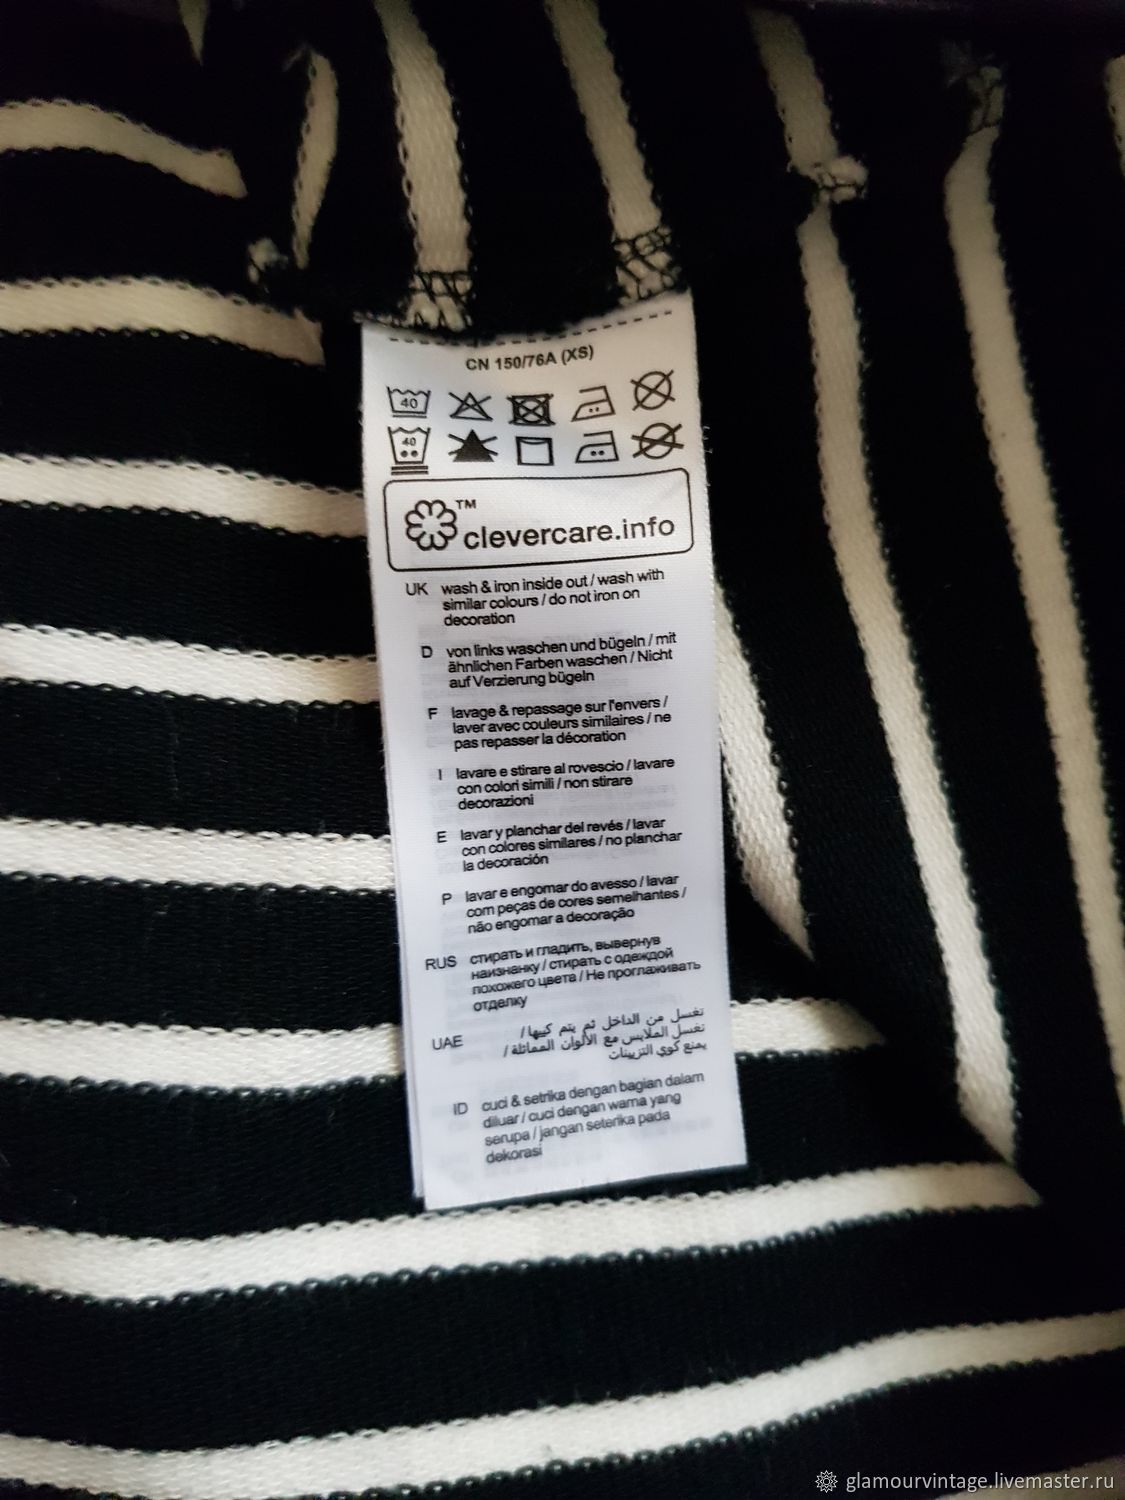 CN 150/76A (XS)
40
40
TM
clevercare.info
UK wash & iron inside out / wash with
similar colours / do not iron on
decoration
D von links waschen und bügeln / mit
ähnlichen Farben waschen / Nicht
auf Verzierung bügeln
F lavage & repassage sur l'envers /
laver avec couleurs similaires / ne
pas repasser la décoration
I lavare e stirare al rovescio / lavare
con colori simili / non stirare
decorazioni
E lavar y planchar del revés / lavar
con colores similares / no planchar
la decoración
P lavar e engomar do avesso / lavar
com peças de cores semelhantes /
não engomar a decoração
RUS стирать и гладить, вывернув
наизнанку / стирать с одеждой
похожего цвета / Не проглаживать
отделку
UAE تغسل من الداخل ثم يتم كيها /
تغسل الملابس مع الألوان المماثلة /
يمنع كوي التزيينات
ID cuci & setrika dengan bagian dalam
diluar / cuci dengan warna yang
serupa / jangan seterika pada
dekorasi
glamourvintage.livemaster.ru